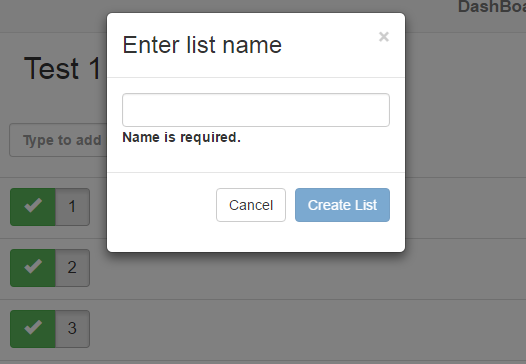 DashBoa
Enter list name
×
Test 1
Type to add
Name is required.
Cancel
Create List
1
2
3